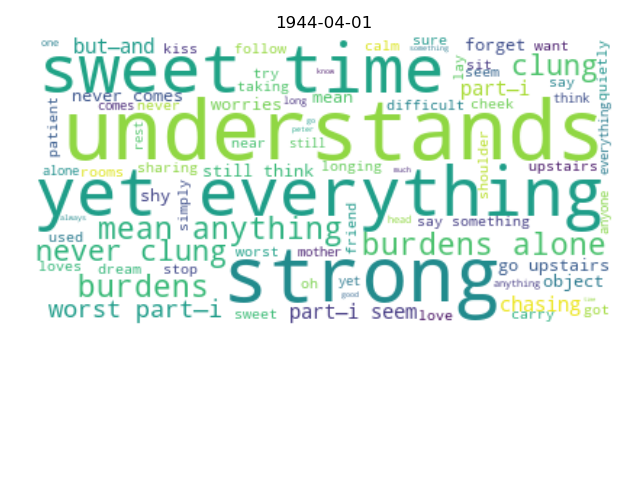 1944-04-01
one but—and kiss follow calm sure something forget want
sweet time lay sit seem clung quietly
try know taking part—i say
never comes comes never worries long mean difficult cheek think
patient understands everything
rest go peter near still shoulder
alone rooms sharing still think longing much upstairs
yet everything
shy simply anyone
always mean anything friend head say something
used never clung worst mother burdens alone
loves dream stop strong go upstairs
burdens oh yet good anything object
worst part—i sweet part—i seem love chasing carry got